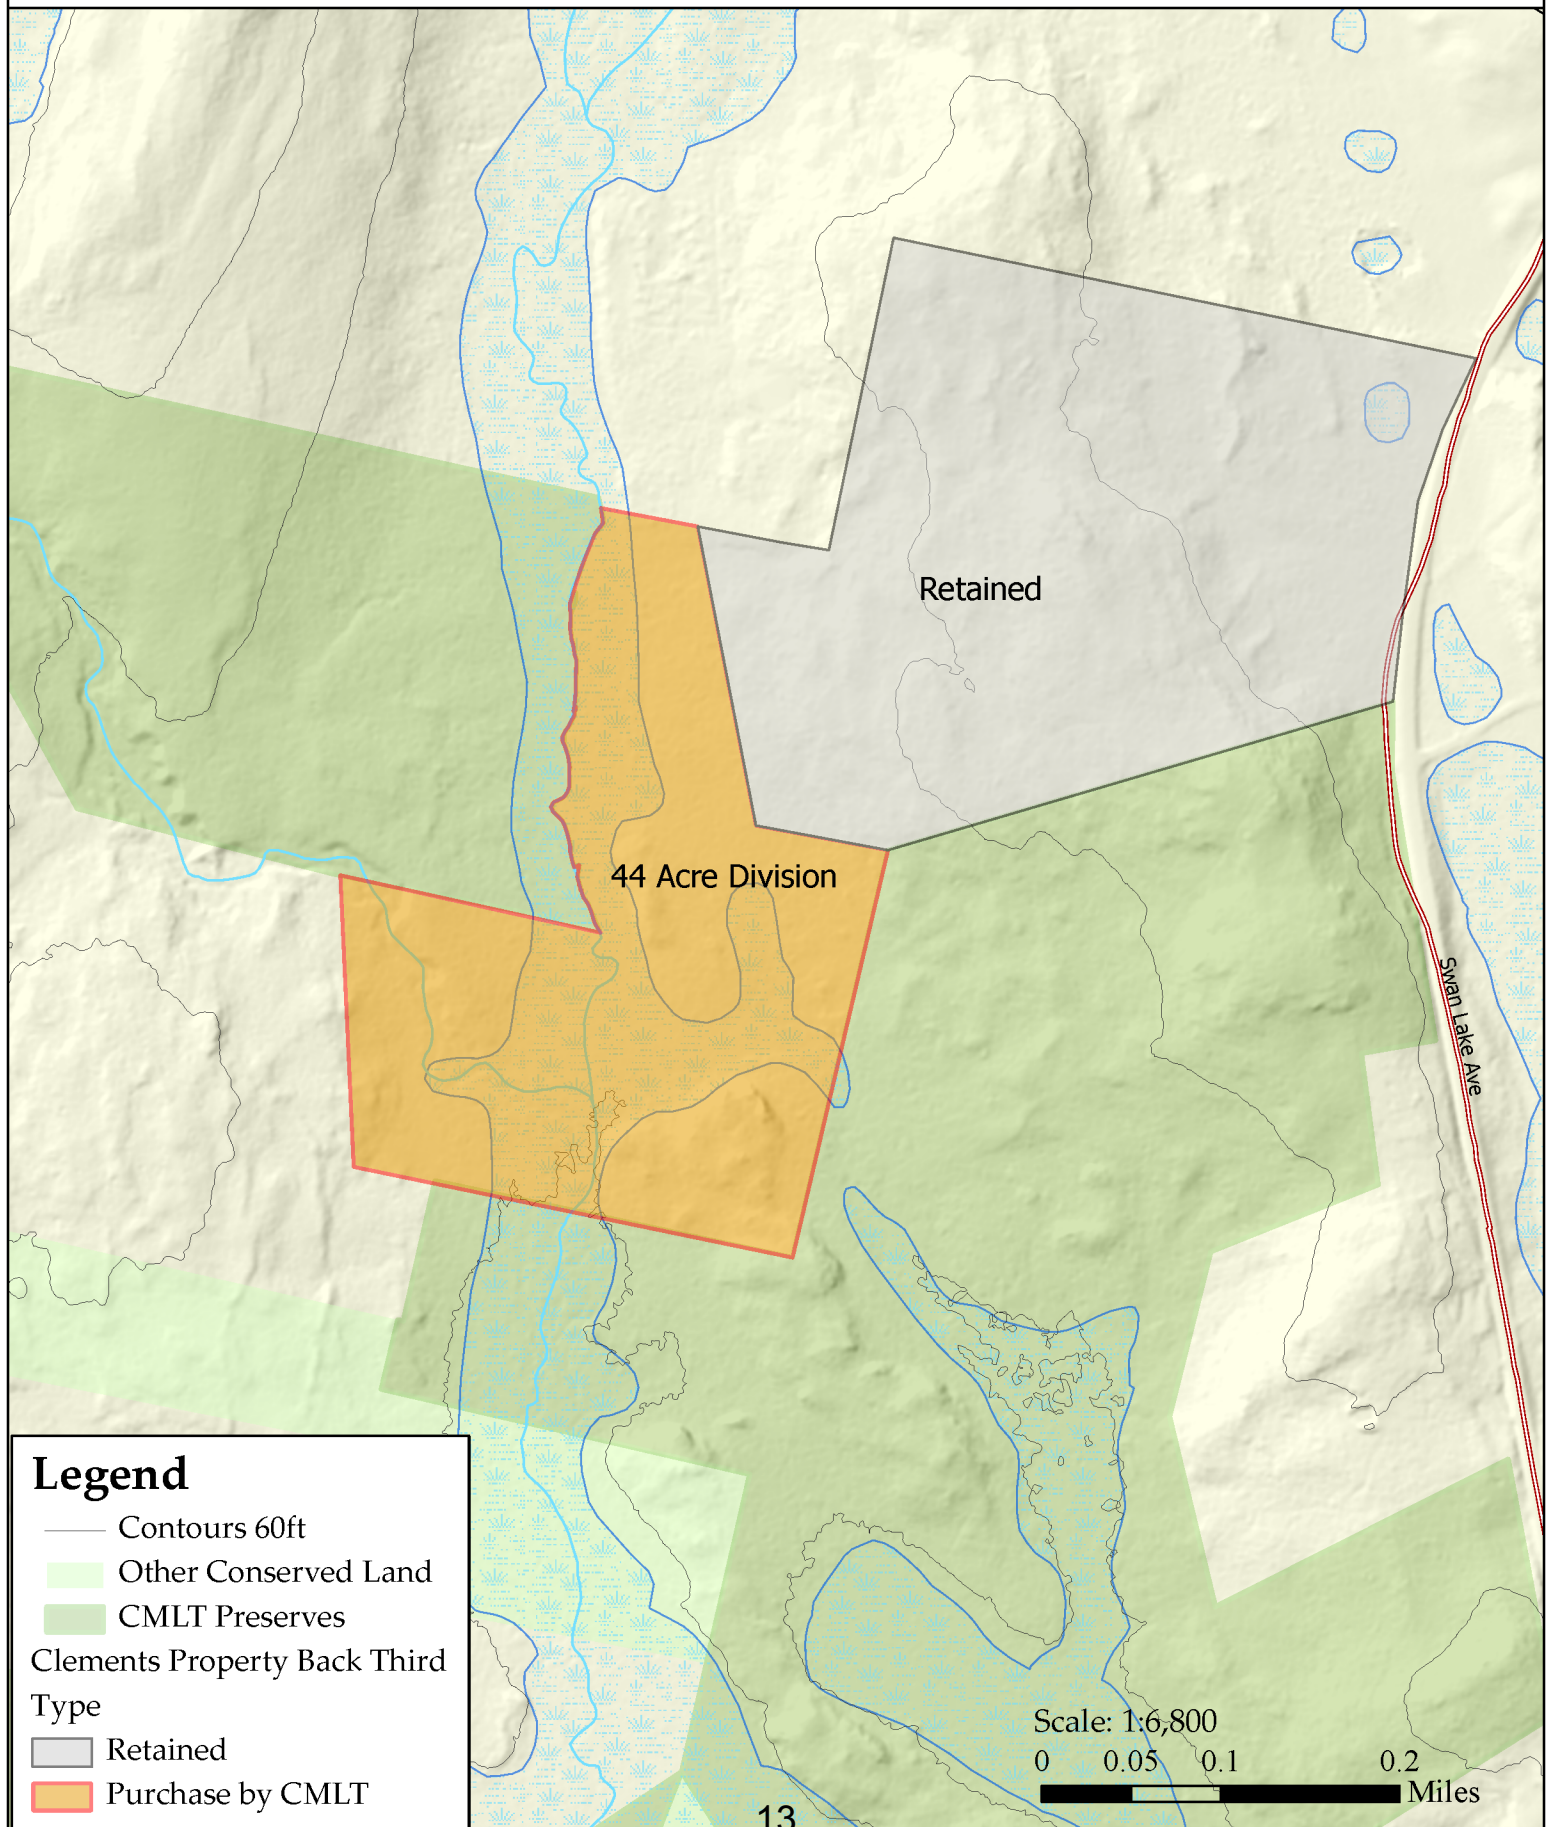 Retained
44 Acre Division
Swan Lake Ave
Legend
Contours 60ft
Other Conserved Land
CMLT Preserves
Clements Property Back Third
Type
Retained
Purchase by CMLT
Scale: 1:6,800
0 0.05 0.1 0.2
Miles
13